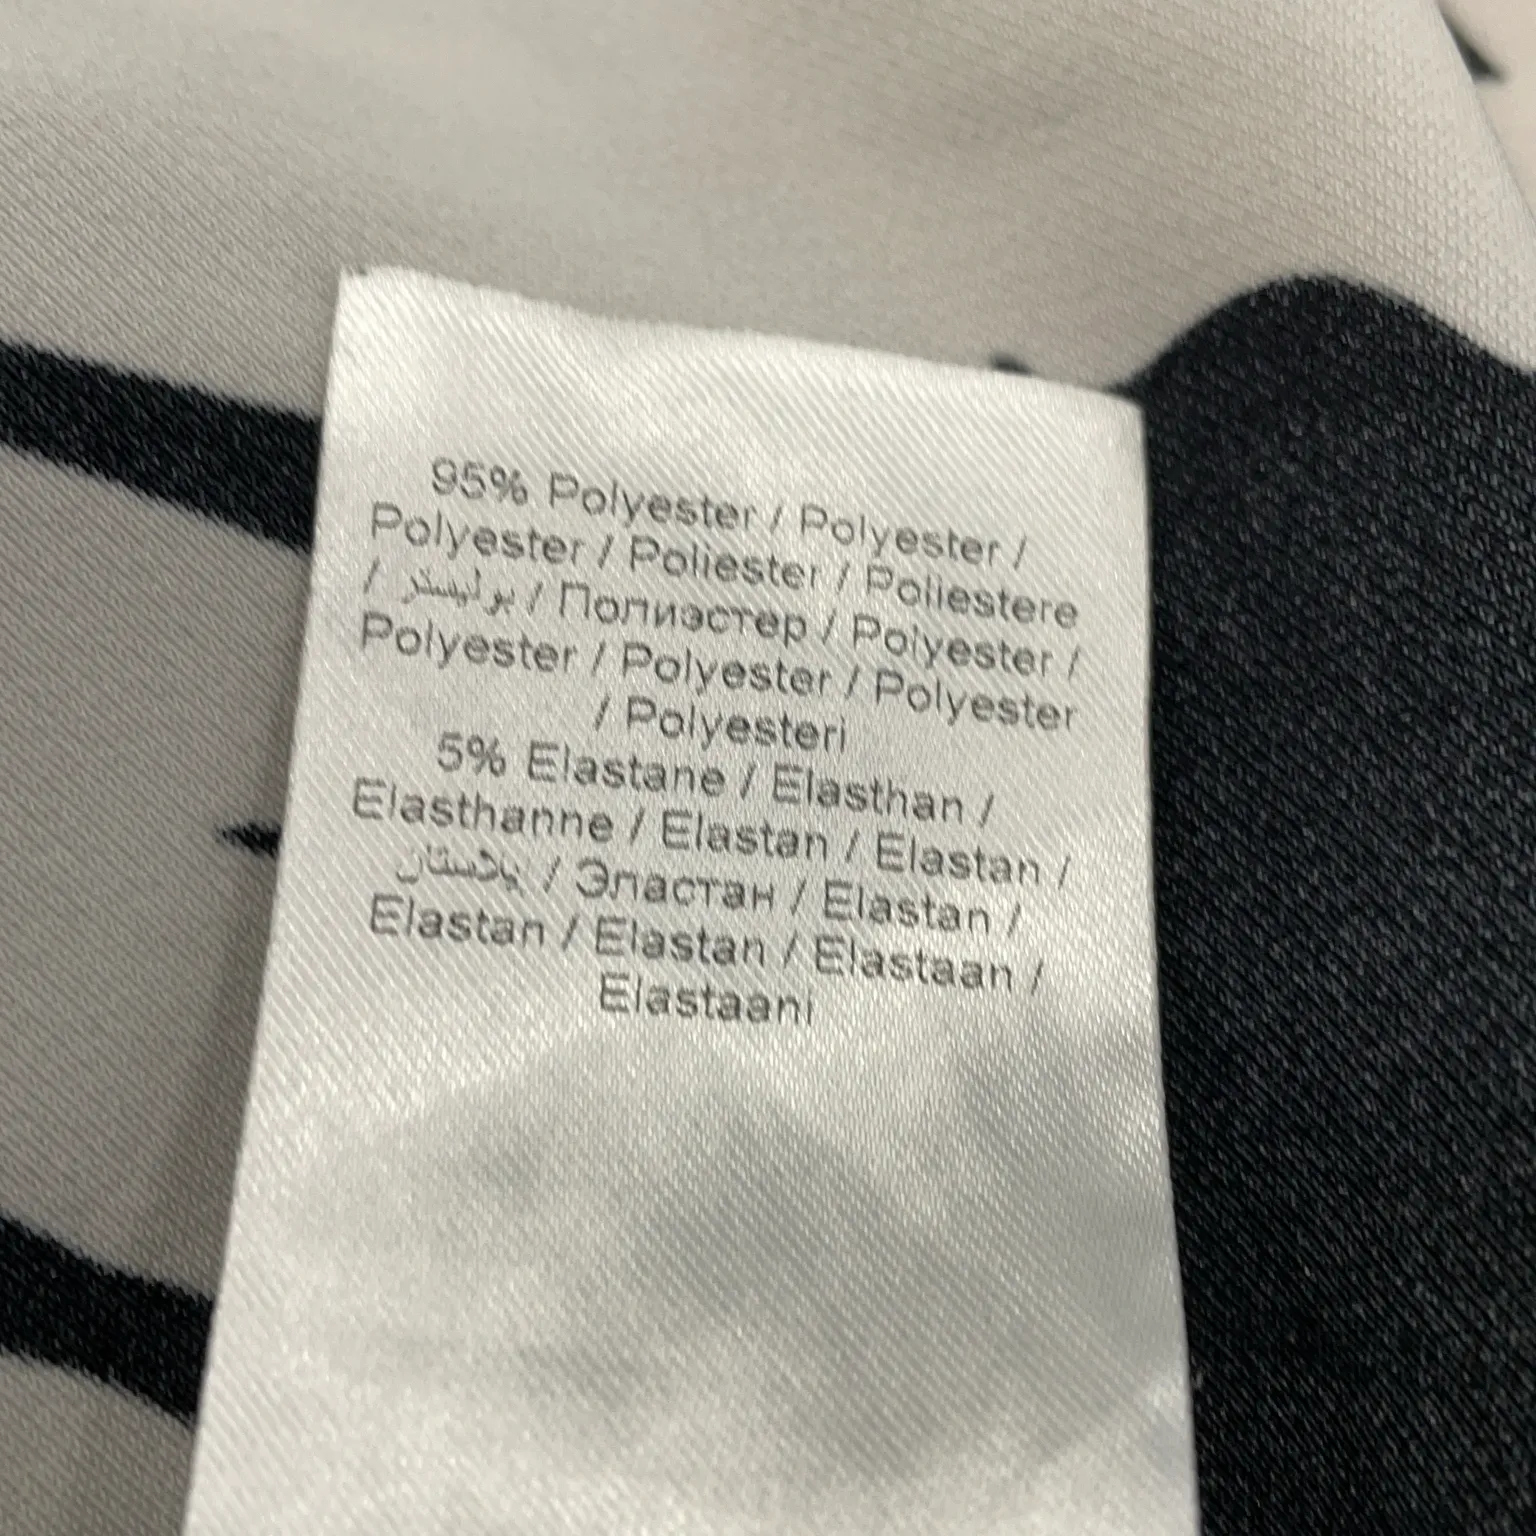 95% Polyester / Polyester /
Polyester / Poliester / Poliestere
/ بوليستر / Полиэстер / Polyester /
Polyester / Polyester / Polyester
/ Polyesteri
5% Elastane / Elasthan /
Elasthanne / Elastan / Elastan /
/ Эластан / Elastan /
Elastan / Elastan / Elastaan /
Elastaani